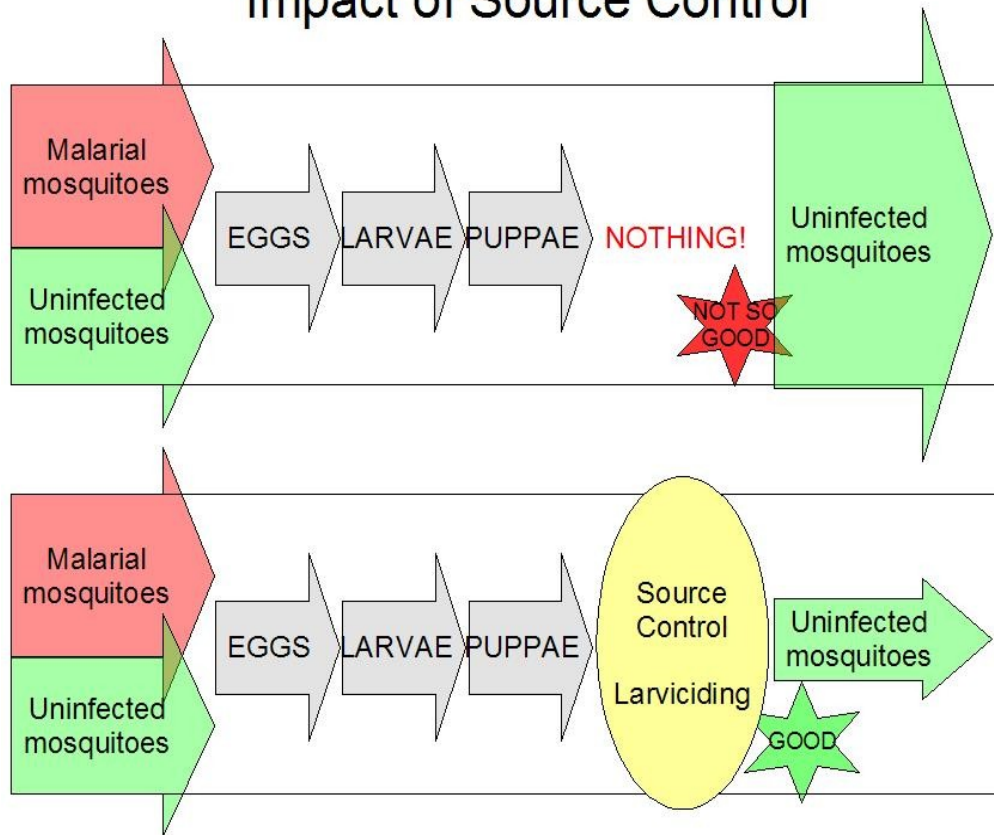 Impact of Source Control
Malarial
mosquitoes
Uninfected
mosquitoes
EGGS
LARVAE
PUPPAE
NOTHING!
NOT SO
GOOD
Uninfected
mosquitoes
Malarial
mosquitoes
Uninfected
mosquitoes
EGGS
LARVAE
PUPPAE
Source
Control
Larviciding
Uninfected
mosquitoes
GOOD